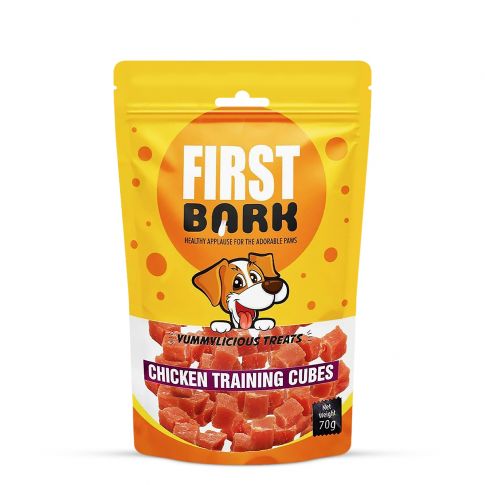 FIRST
BARK
HEALTHY APPLAUSE FOR THE ADORABLE PAWS
YUMMYLICIOUS TREATS
CHICKEN TRAINING CUBES
Net
Weight
70g